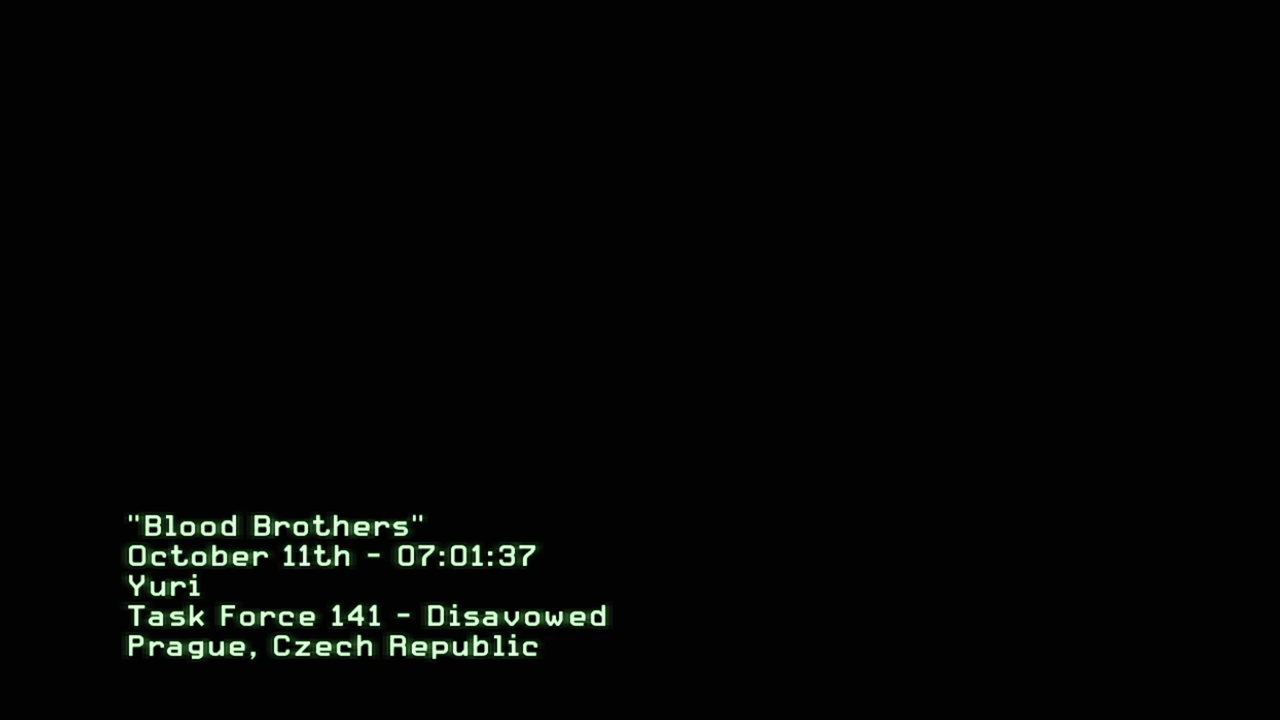 "Blood Brothers"
October 11th - 07:01:37
Yuri
Task Force 141 - Disavowed
Prague, Czech Republic